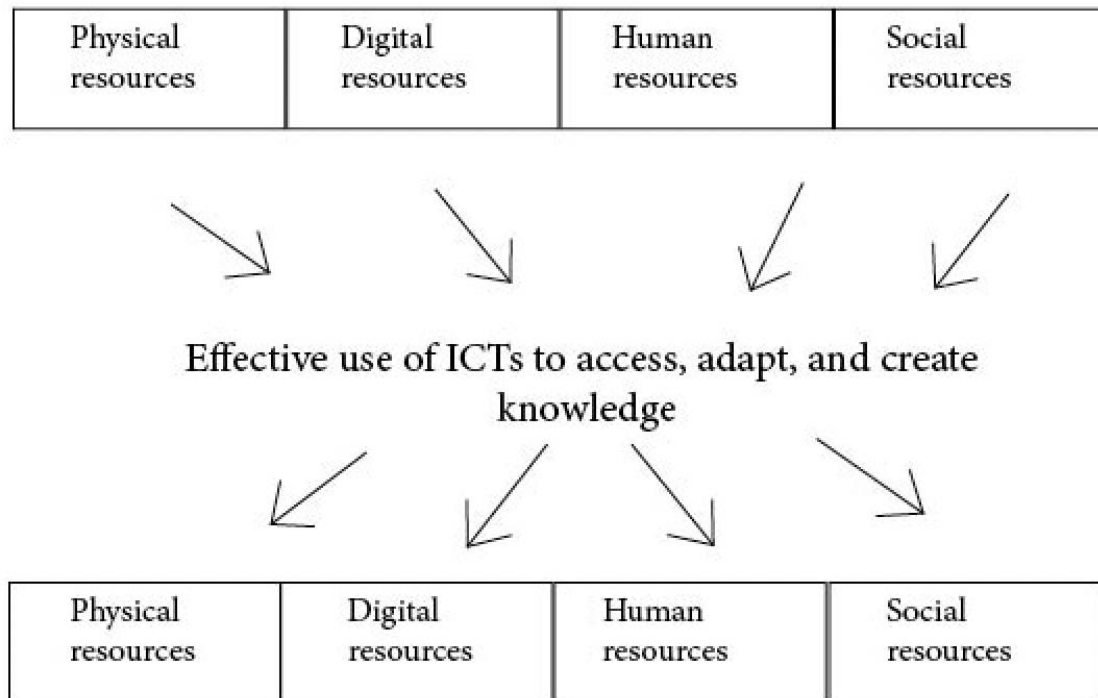 Physical resources
Digital resources
Human resources
Social resources
Effective use of ICTs to access, adapt, and create
knowledge
Physical resources
Digital resources
Human resources
Social resources